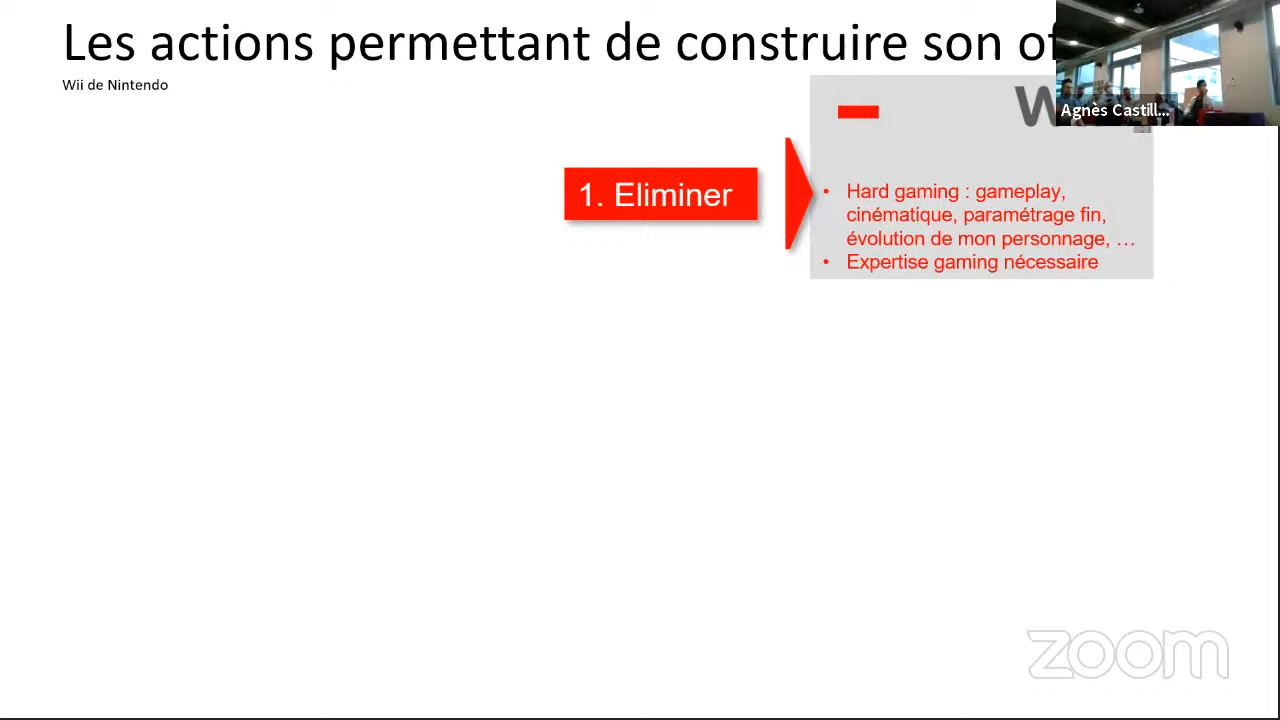 Les actions permettant de construire son of
Wii de Nintendo
Agnès Castill...
1. Eliminer
• Hard gaming : gameplay,
cinématique, paramétrage fin,
évolution de mon personnage, …
• Expertise gaming nécessaire
zoom